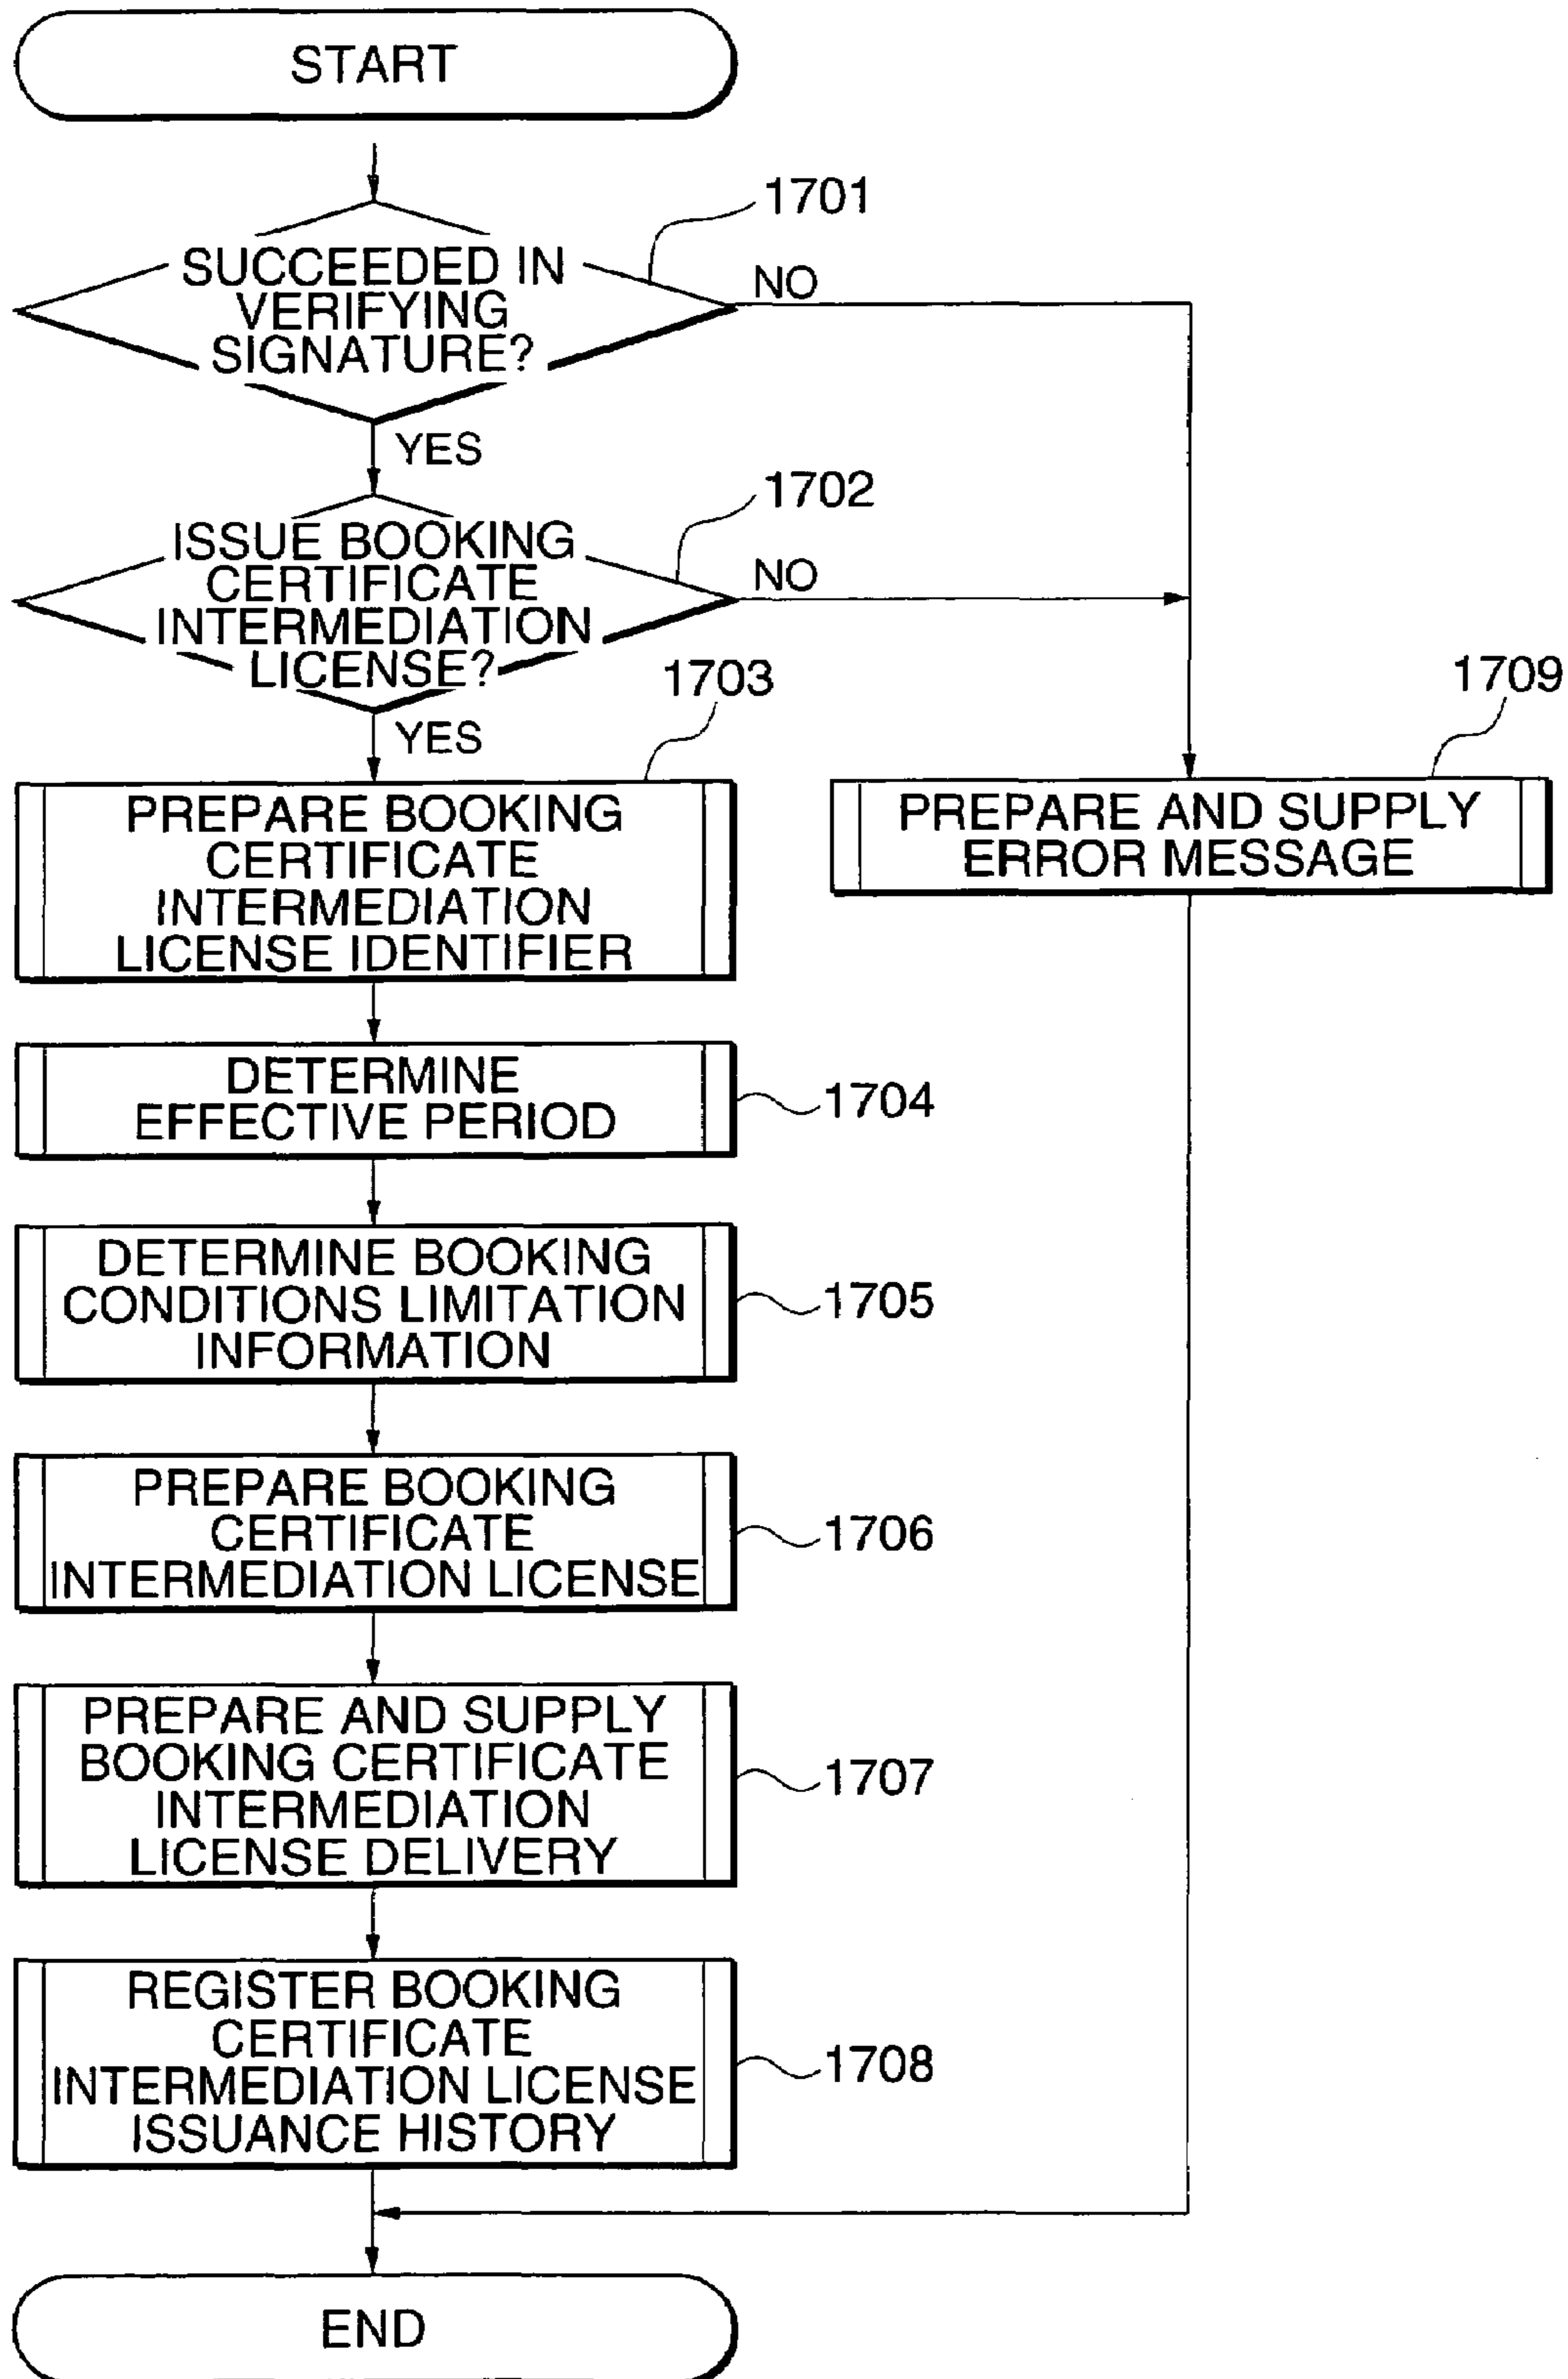 START
1701
SUCCEEDED IN
VERIFYING
SIGNATURE?
NO
YES
1702
ISSUE BOOKING
CERTIFICATE
INTERMEDIATION
LICENSE?
NO
YES
1703
PREPARE BOOKING
CERTIFICATE
INTERMEDIATION
LICENSE IDENTIFIER
1709
PREPARE AND SUPPLY
ERROR MESSAGE
DETERMINE
EFFECTIVE PERIOD
1704
DETERMINE BOOKING
CONDITIONS LIMITATION
INFORMATION
1705
PREPARE BOOKING
CERTIFICATE
INTERMEDIATION LICENSE
1706
PREPARE AND SUPPLY
BOOKING CERTIFICATE
INTERMEDIATION
LICENSE DELIVERY
1707
REGISTER BOOKING
CERTIFICATE
INTERMEDIATION LICENSE
ISSUANCE HISTORY
1708
END